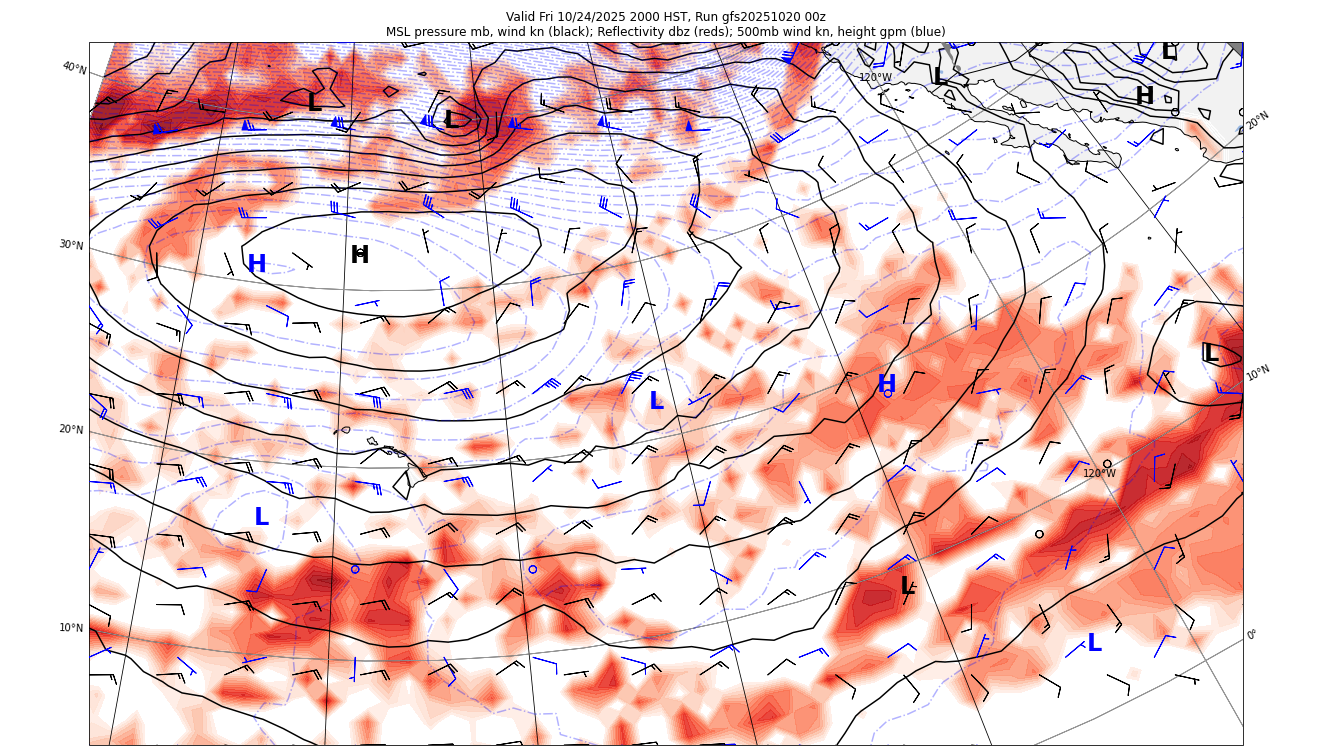 Valid Fri 10/24/2025 2000 HST, Run gfs20251020 00z
MSL pressure mb, wind kn (black); Reflectivity dbz (reds); 500mb wind kn, height gpm (blue)
L
40°N
120°W
L
H
L
L
20°N
30°N
H
H
L
10°N
H
L
20°N
120°W
L
L
10°N
L
0°